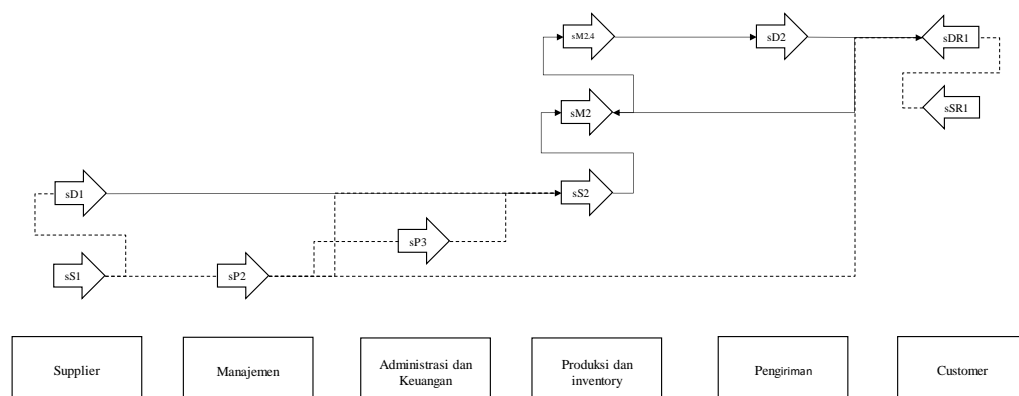 sM2.4
sD2
sDR1
sM2
sSR1
sD1
sS2
sP3
sS1
sP2
Supplier
Manajemen
Administrasi dan
Keuangan
Produksi dan
inventory
Pengiriman
Customer